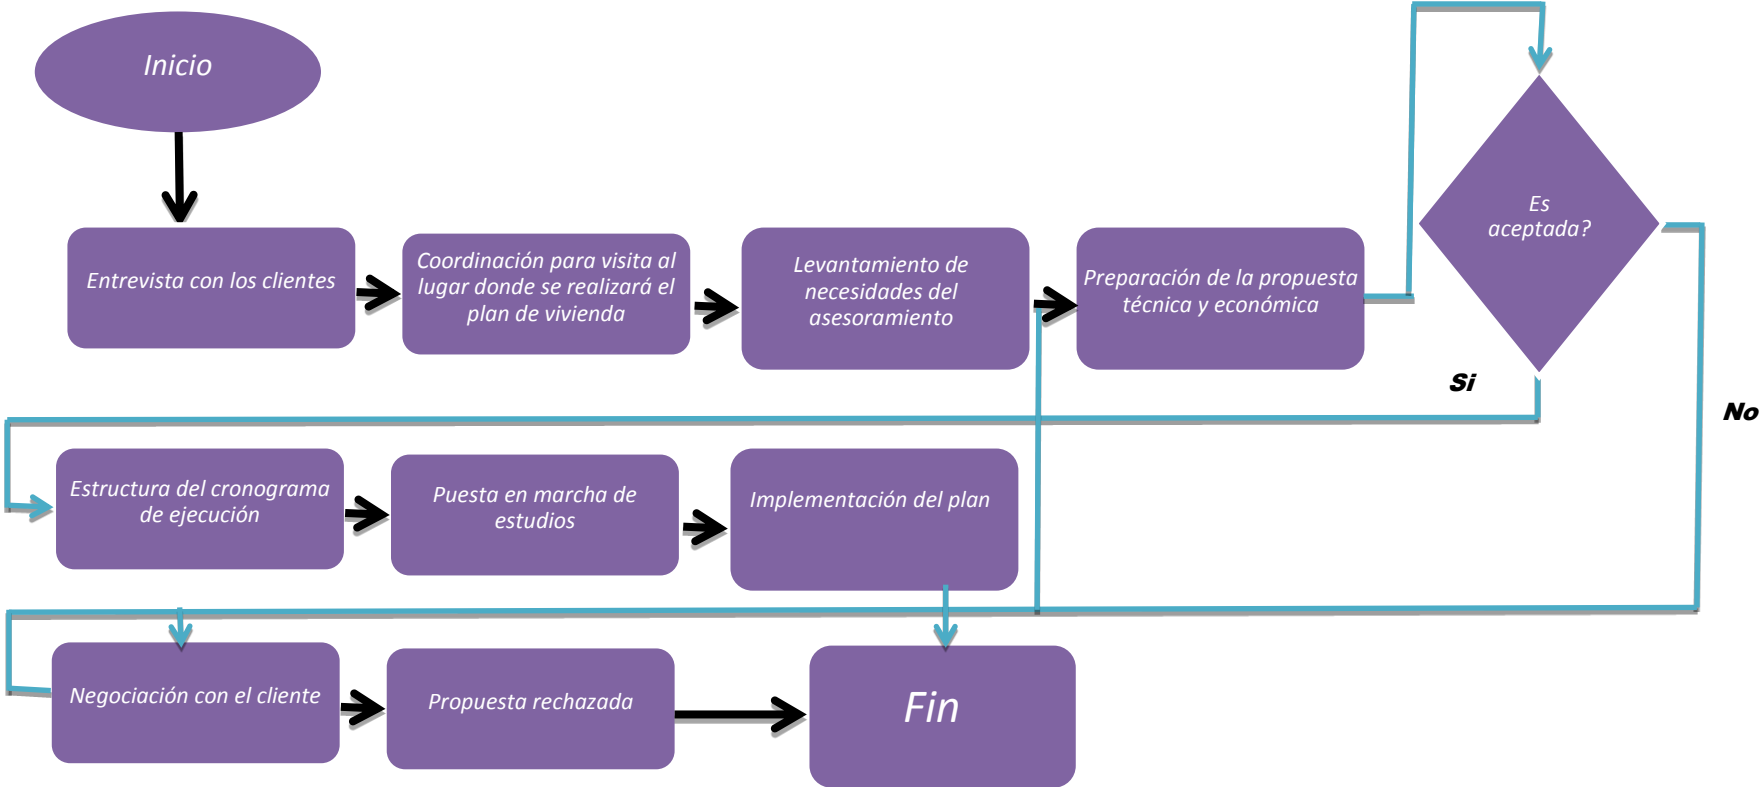 Inicio
Entrevista con los clientes
Coordinación para visita al
lugar donde se realizará el
plan de vivienda
Levantamiento de
necesidades del
asesoramiento
Preparación de la propuesta
técnica y económica
Es
aceptada?
Si
No
Estructura del cronograma
de ejecución
Puesta en marcha de
estudios
Implementación del plan
Negociación con el cliente
Propuesta rechazada
Fin